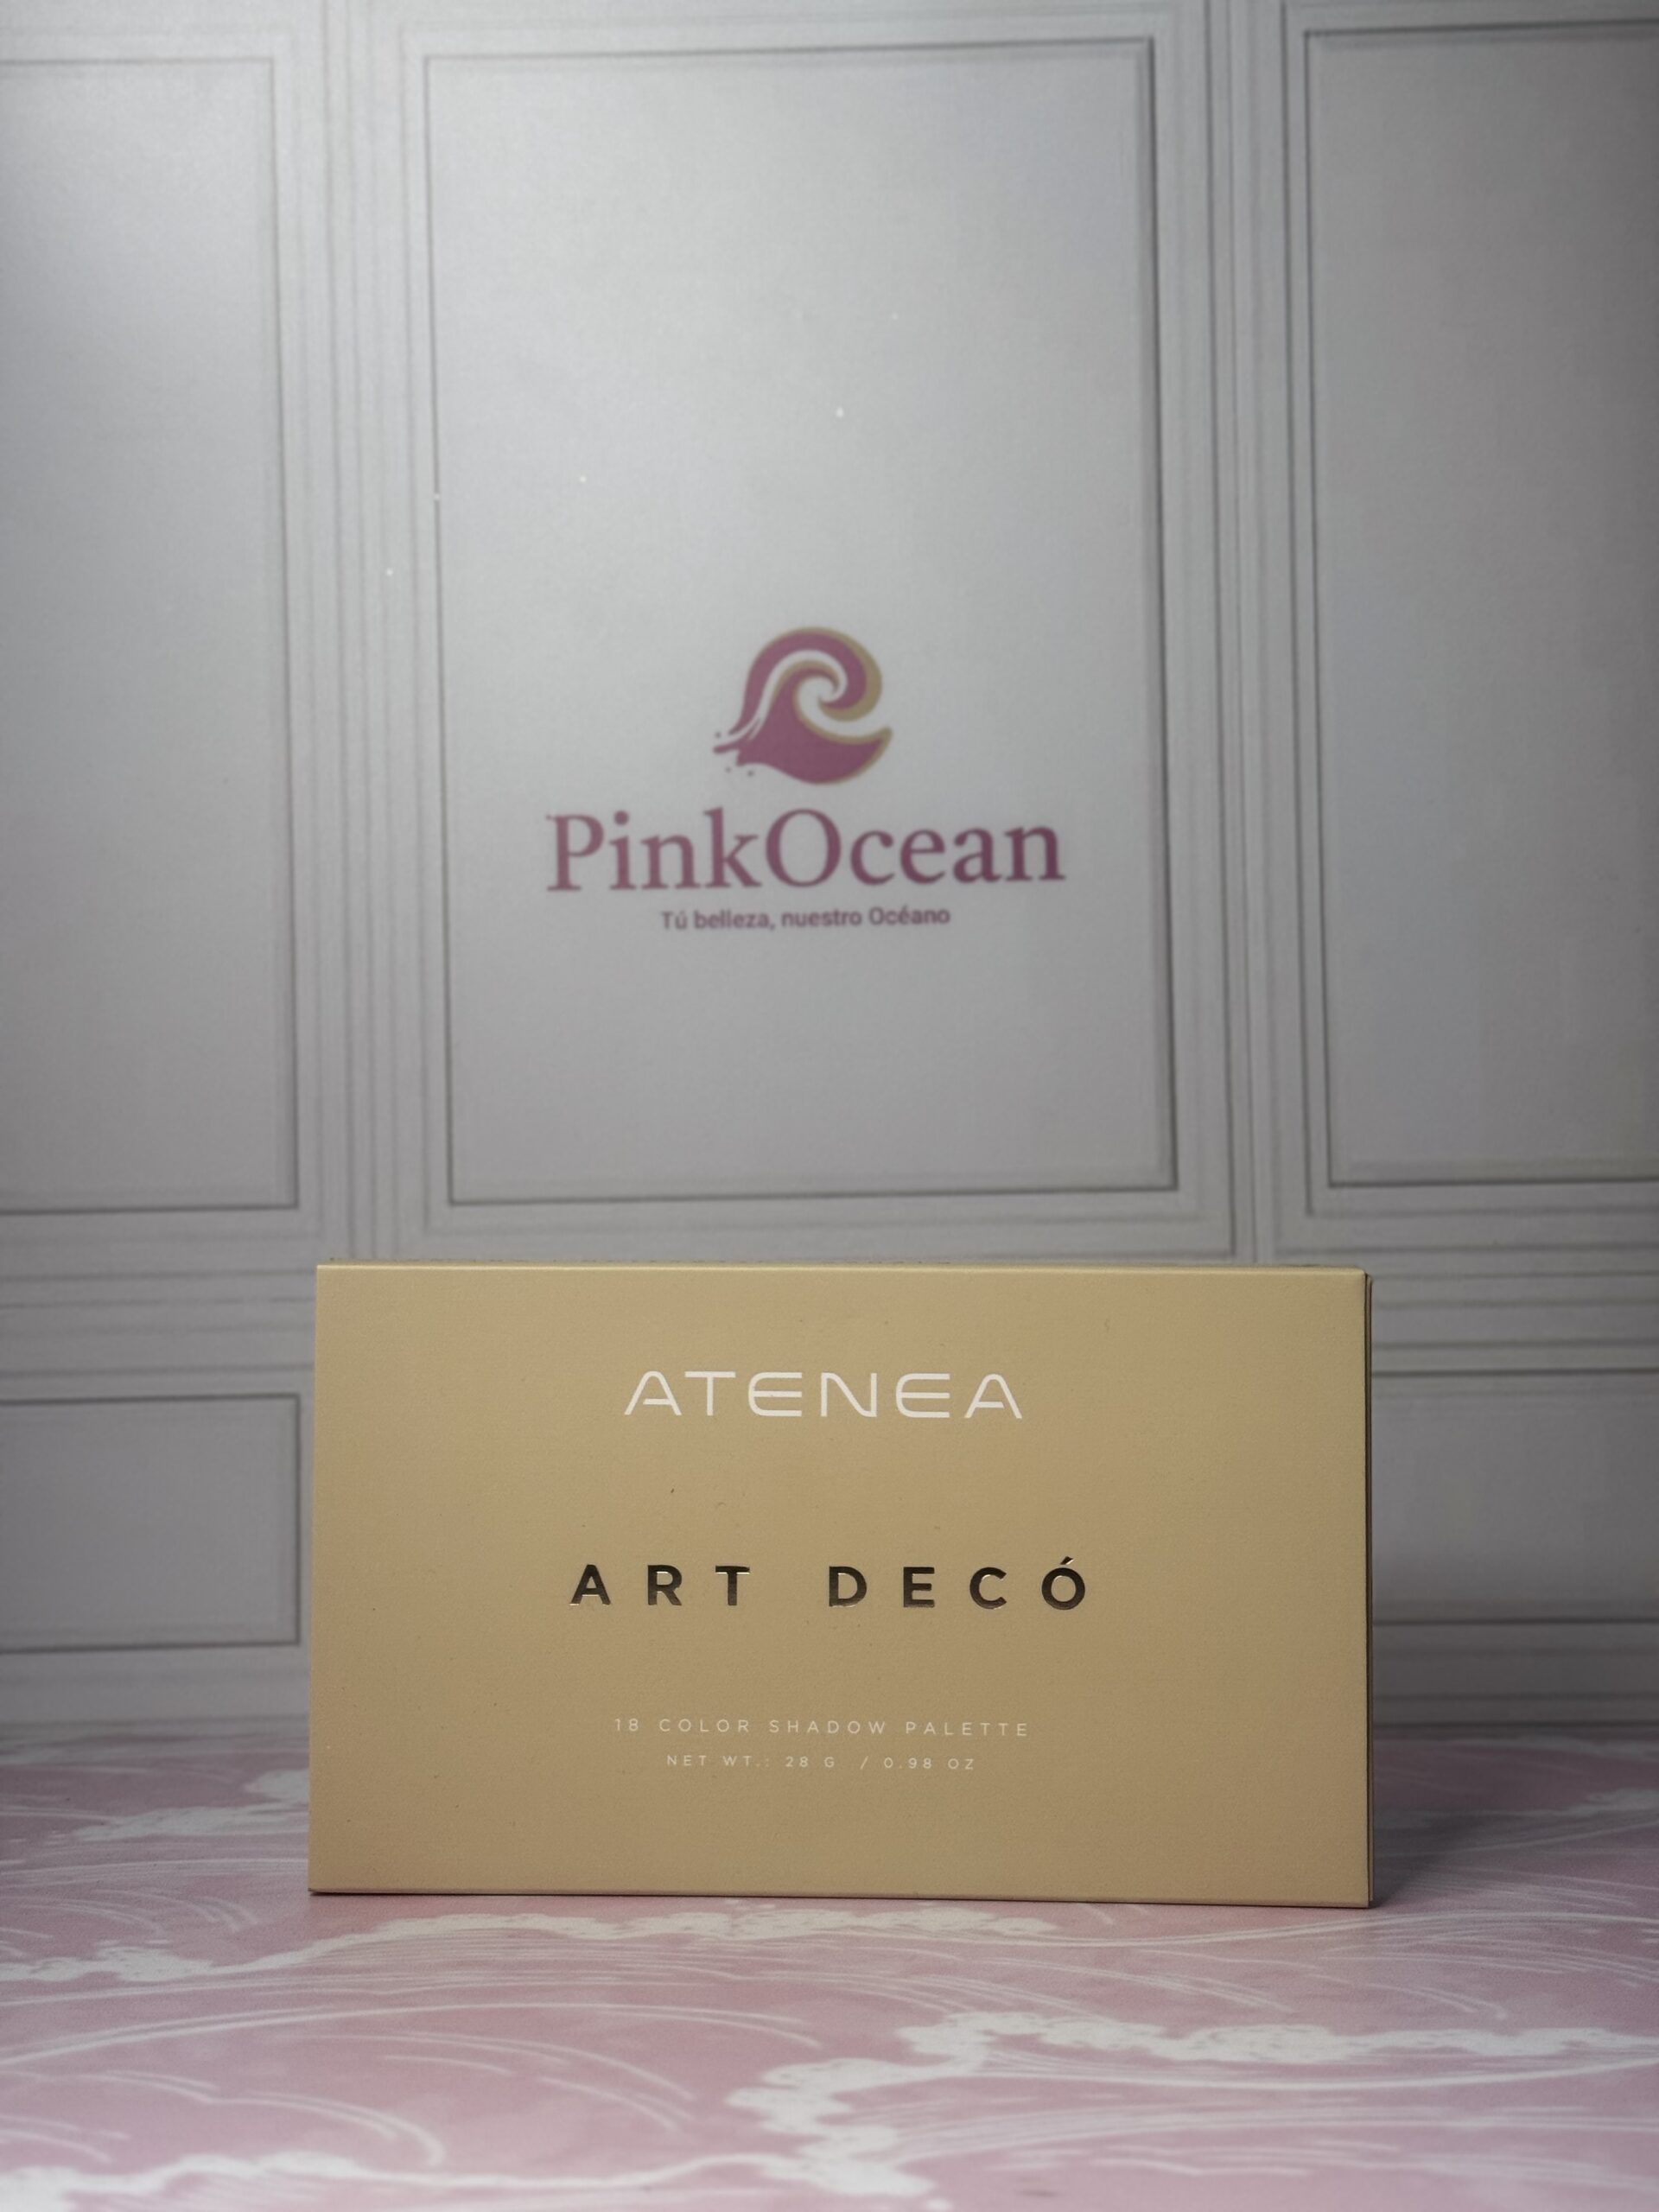 PinkOcean
Tú belleza, nuestro Océano
ATENEA
ART DECÓ
18 COLOR SHADOW PALETTE
NET WT.: 28 G / 0.98 OZ